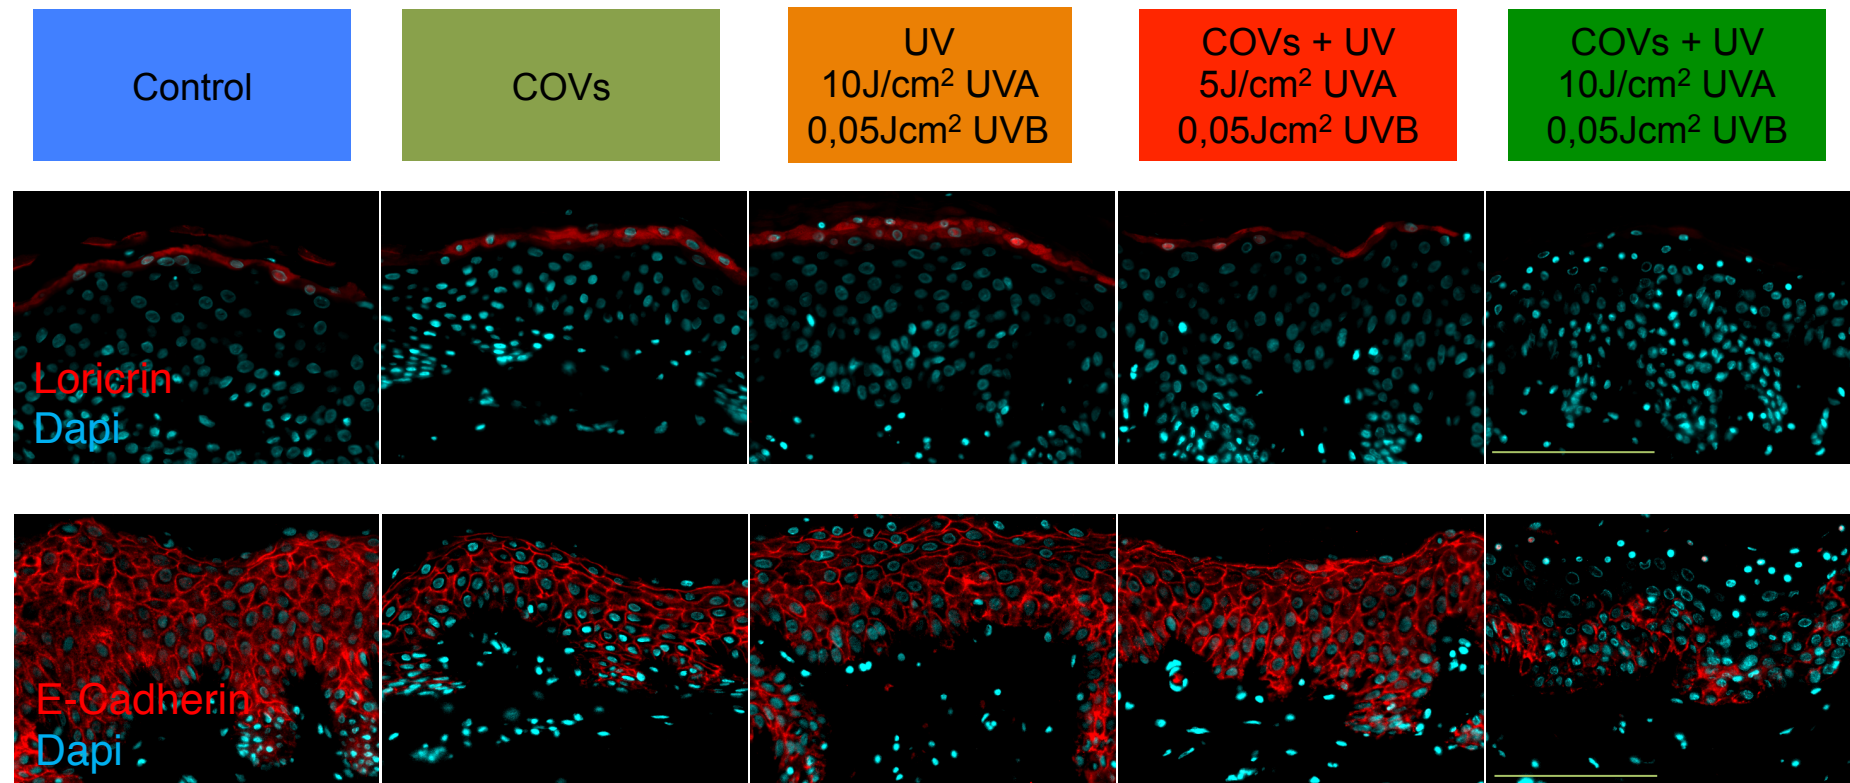 Control
COVs
UV
10J/cm² UVA
0,05Jcm² UVB
COVs + UV
5J/cm² UVA
0,05Jcm² UVB
COVs + UV
10J/cm² UVA
0,05Jcm² UVB
Loricrin
Dapi
E-Cadherin
Dapi